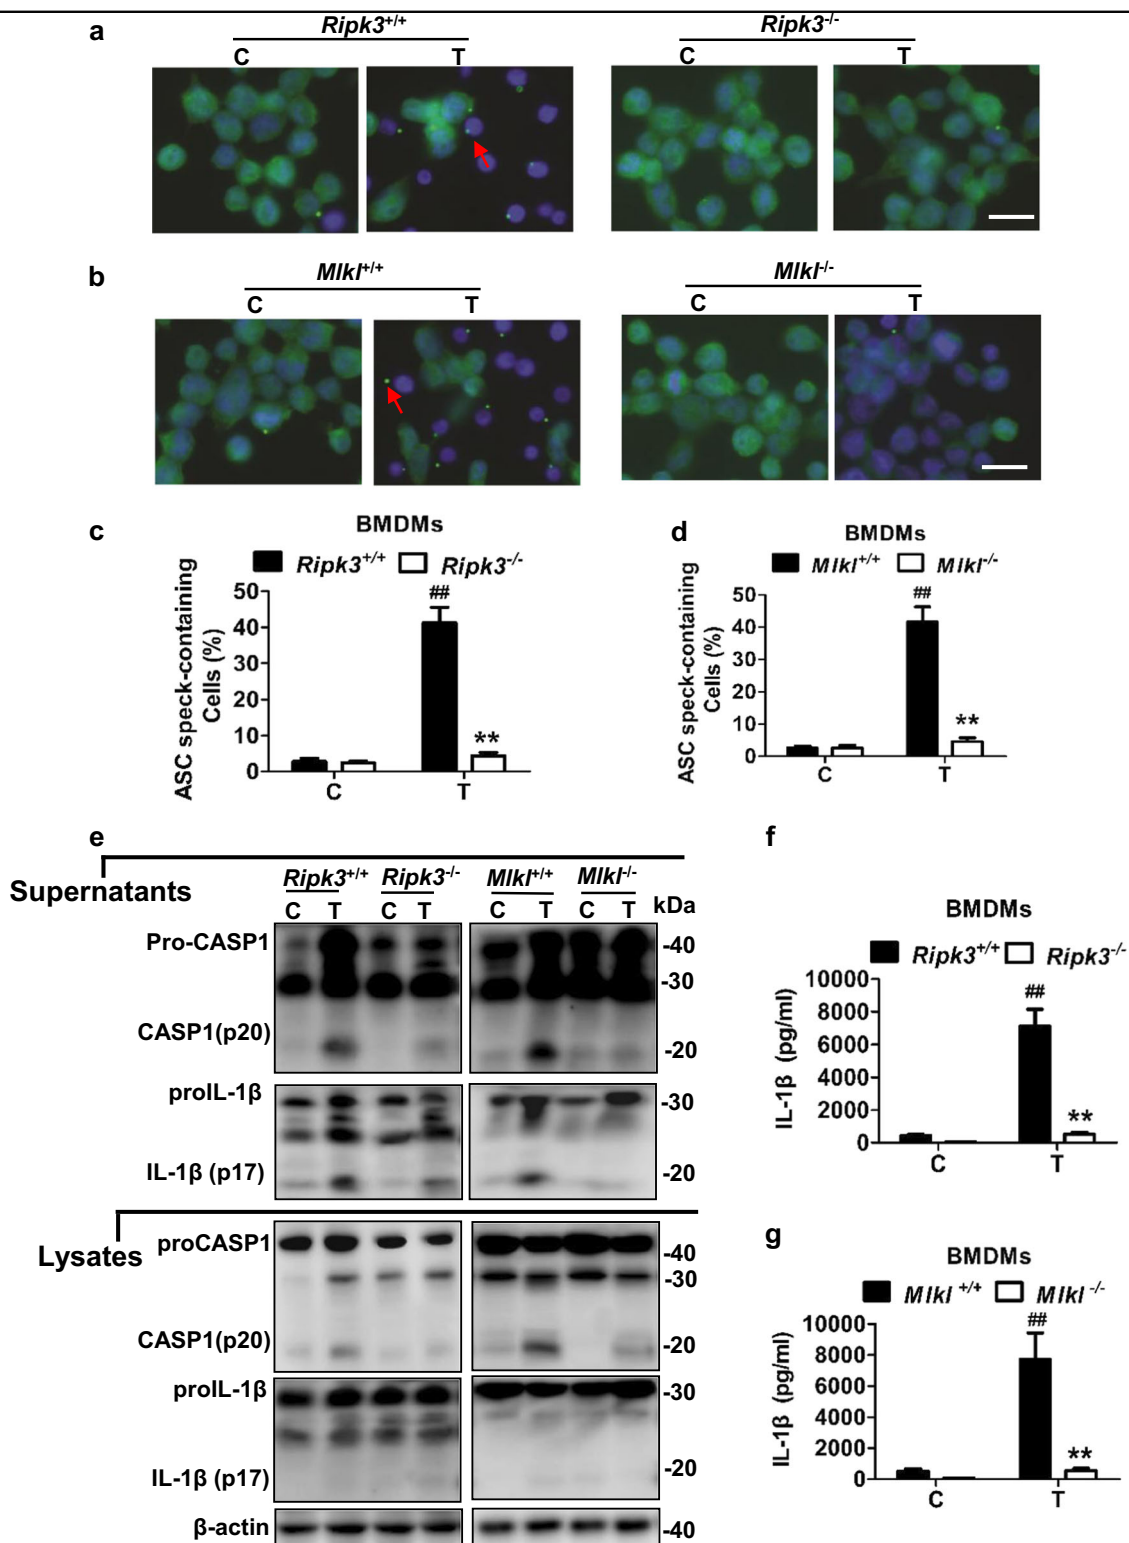 a
Ripk3+/+ Ripk3-/-
C T C T
b
Mlkl+/+ Mlkl-/-
C T C T
c
BMDMs
Ripk3+/+ Ripk3-/-
ASC speck-containing
Cells (%)
50
40
30
20
10
0
##
**
C T
d
BMDMs
Mlkl+/+ Mlkl-/-
ASC speck-containing
Cells (%)
50
40
30
20
10
0
##
**
C T
e
Supernatants
Ripk3+/+ Ripk3-/- Mlkl+/+ Mlkl-/-
C T C T C T C T kDa
Pro-CASP1 -40
-30
CASP1(p20) -20
proIL-1β -30
IL-1β (p17) -20
Lysates
proCASP1 -40
-30
CASP1(p20) -20
proIL-1β -30
IL-1β (p17) -20
β-actin -40
f
BMDMs
Ripk3+/+ Ripk3-/-
IL-1β (pg/ml)
10000
8000
6000
4000
2000
0
##
**
C T
g
BMDMs
Mlkl +/+ Mlkl -/-
IL-1β (pg/ml)
10000
8000
6000
4000
2000
0
##
**
C T